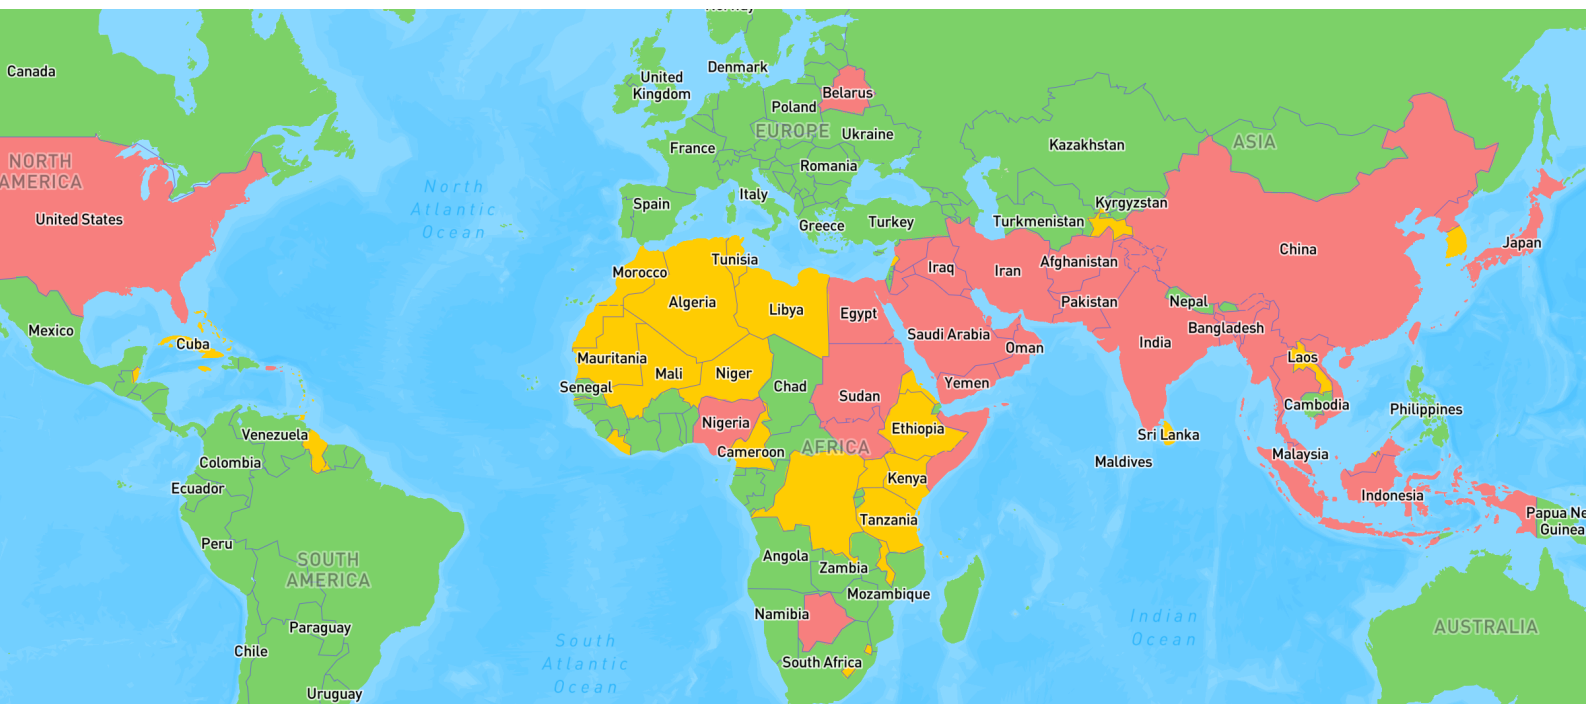 Norway
Canada
United
Kingdom
Denmark
Belarus
Poland
EUROPE
Ukraine
France
Romania
Kazakhstan
ASIA
NORTH
AMERICA
North
Atlantic
Ocean
United States
Spain
Italy
Greece
Turkey
Turkmenistan
Kyrgyzstan
Japan
China
Morocco
Tunisia
Iraq
Iran
Afghanistan
Algeria
Libya
Egypt
Pakistan
Nepal
Mexico
Cuba
Saudi Arabia
Oman
India
Bangladesh
Mauritania
Mali
Niger
Chad
Senegal
Sudan
Yemen
Laos
Cambodia
Philippines
Nigeria
Ethiopia
Venezuela
Colombia
Cameroon
AFRICA
Sri Lanka
Maldives
Malaysia
Ecuador
Kenya
Indonesia
Tanzania
Papua Ne
Guinea
Peru
SOUTH
AMERICA
Angola
Zambia
Mozambique
Namibia
Indian
Ocean
AUSTRALIA
Paraguay
Chile
South
Atlantic
Ocean
South Africa
Uruguay